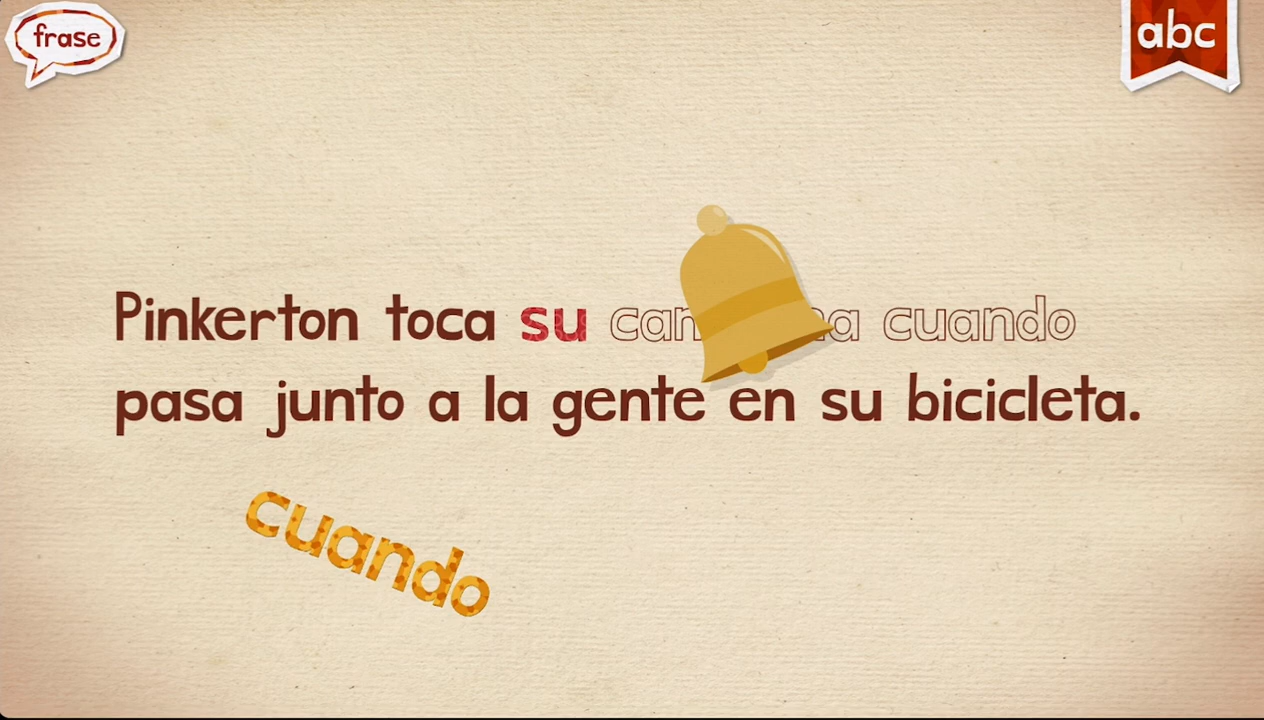 frase
abc
Pinkerton toca su cuando
pasa junto a la gente en su bicicleta.
cuando